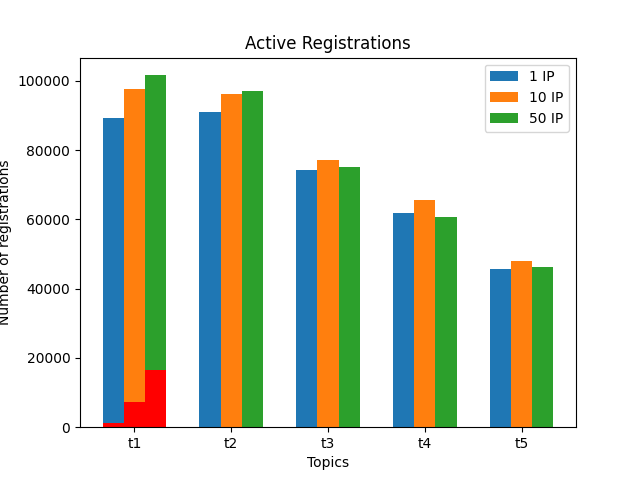 Active Registrations
1 IP
10 IP
50 IP
Number of registrations
100000
80000
60000
40000
20000
0
t1
t2
t3
t4
t5
Topics